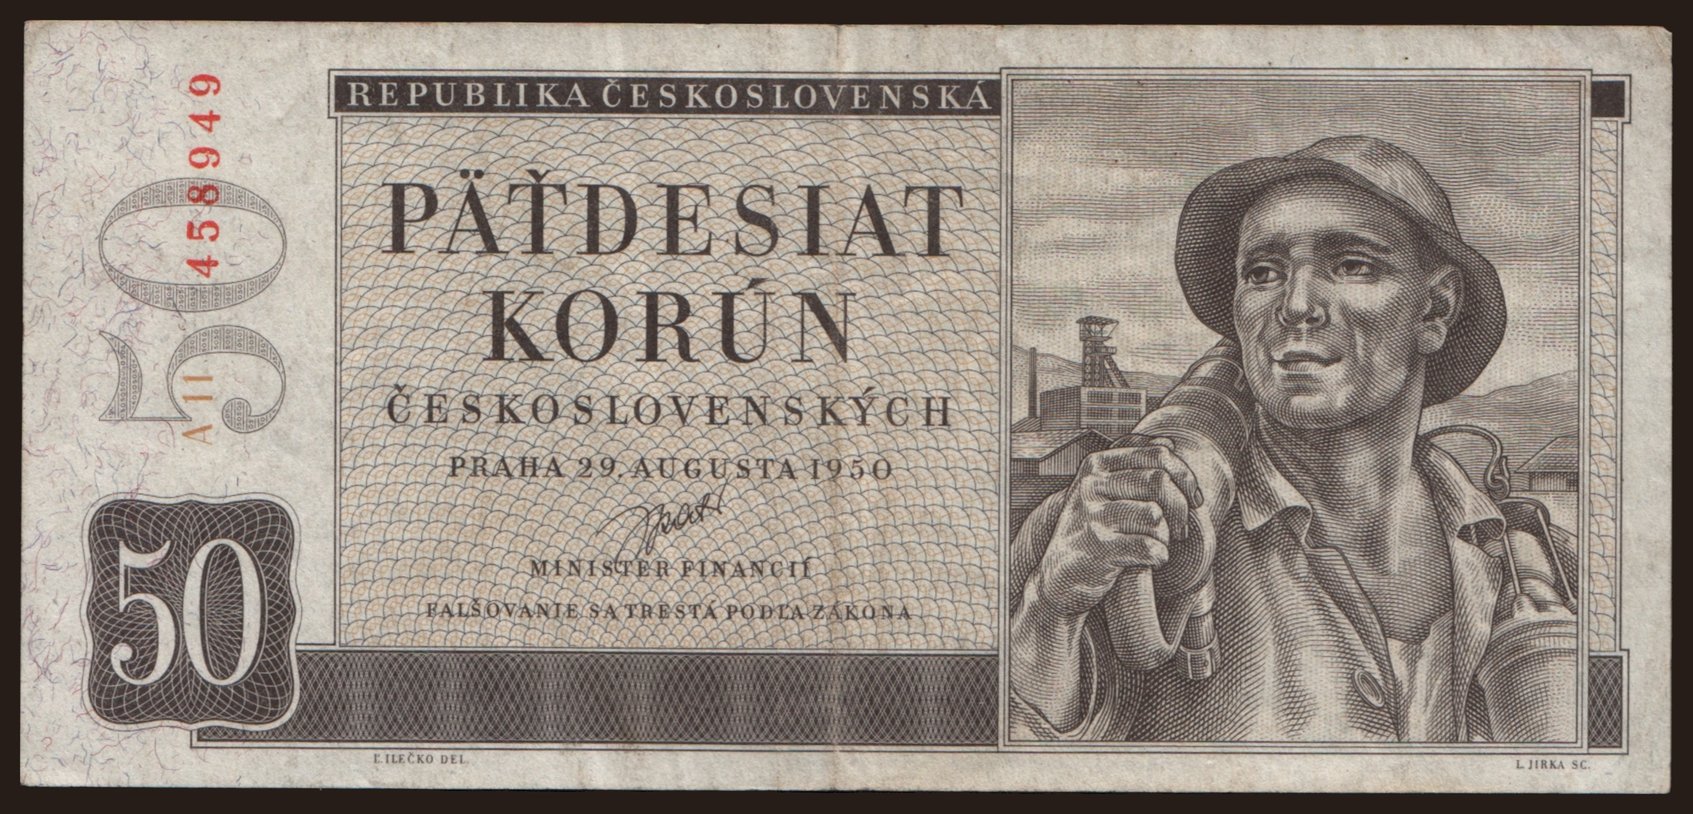 REPUBLIKA ČESKOSLOVENSKÁ
PÄŤDESIAT
KORÚN
ČESKOSLOVENSKÝCH
PRAHA 29. AUGUSTA 1950
MINISTER FINANCIÍ
FALŠOVANIE SA TRESTÁ PODĽA ZÁKONA
50
A 11
458949
50
Ľ. ILEČKO DEL.
L. JIRKA SC.